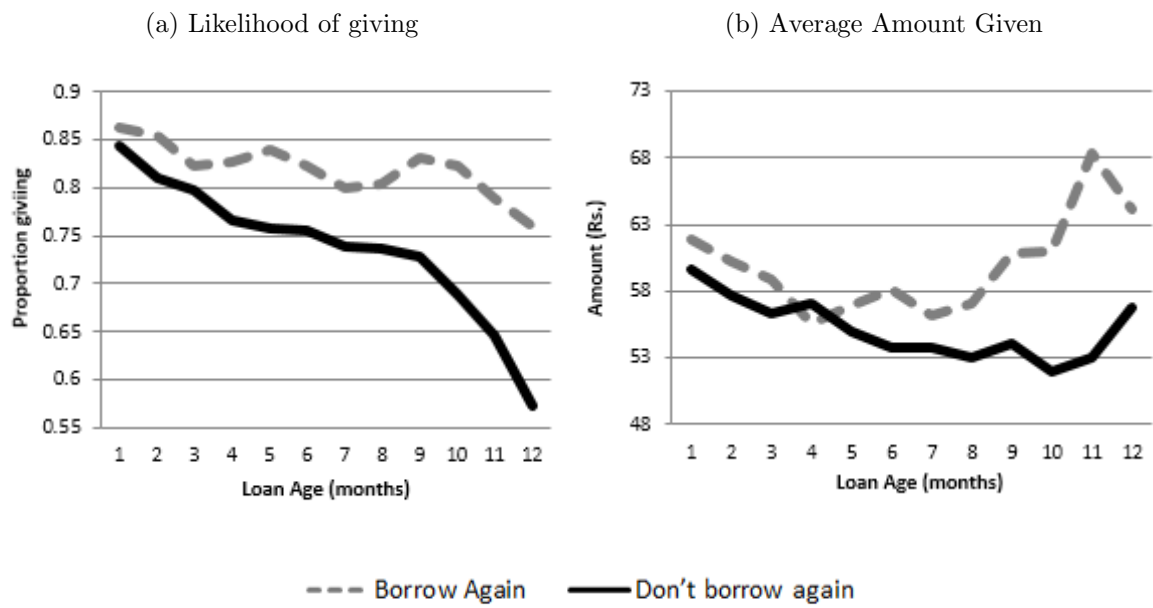 (a) Likelihood of giving
0.9
0.85
0.8
0.75
0.7
0.65
0.6
0.55
Proportion giviing
1 2 3 4 5 6 7 8 9 10 11 12
Loan Age (months)
(b) Average Amount Given
73
68
63
58
53
48
Amount (Rs.)
1 2 3 4 5 6 7 8 9 10 11 12
Loan Age (months)
Borrow Again
Don't borrow again